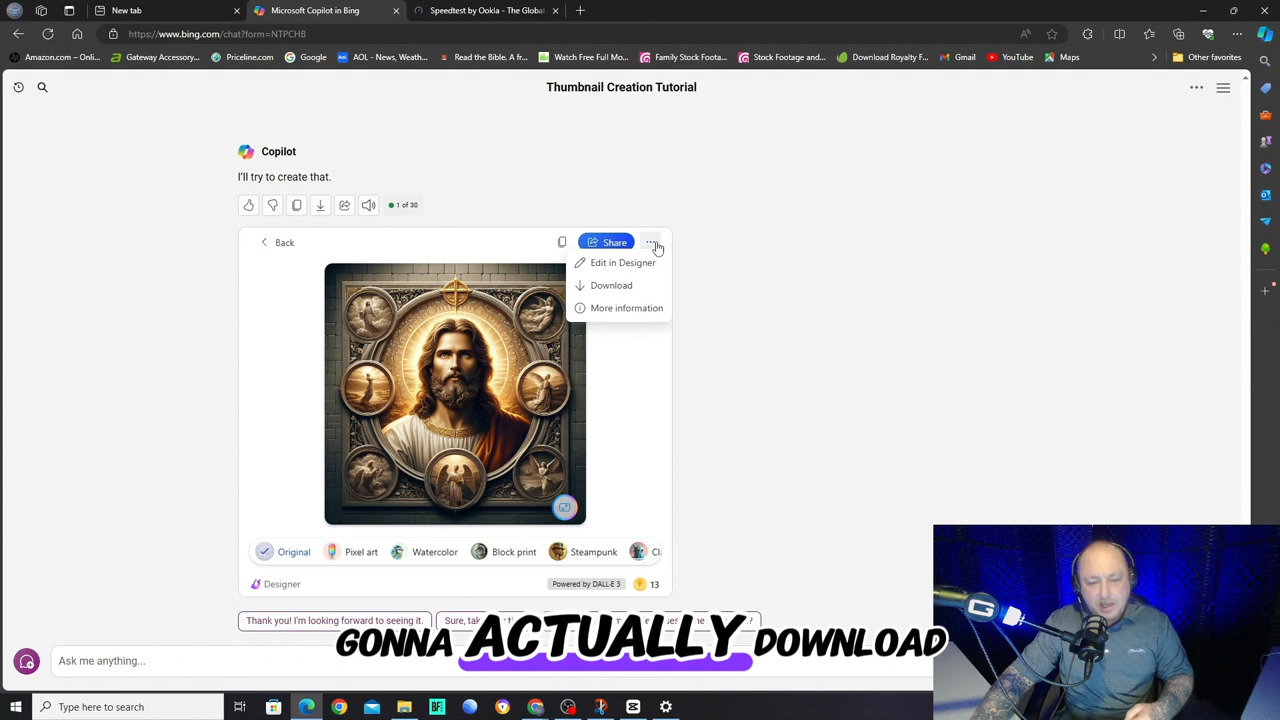 New tab
Microsoft Copilot in Bing
Speedtest by Ookla - The Global
https://www.bing.com/chat?form=NTPCHB
Amazon.com – Onli...
Gateway Accessory...
Priceline.com
Google
AOL - News, Weath...
Read the Bible. A fr...
Watch Free Full Mo...
Family Stock Foota...
Stock Footage and...
Download Royalty F...
Gmail
YouTube
Maps
Other favorites
Thumbnail Creation Tutorial
Copilot
I'll try to create that.
1 of 30
Back
Share
Edit in Designer
Download
More information
Original
Pixel art
Watercolor
Block print
Steampunk
Cl
Designer
Powered by DALL·E 3
13
Thank you! I'm looking forward to seeing it.
Sure, tak
GONNA ACTUALLY DOWNLOAD
Ask me anything...
Type here to search